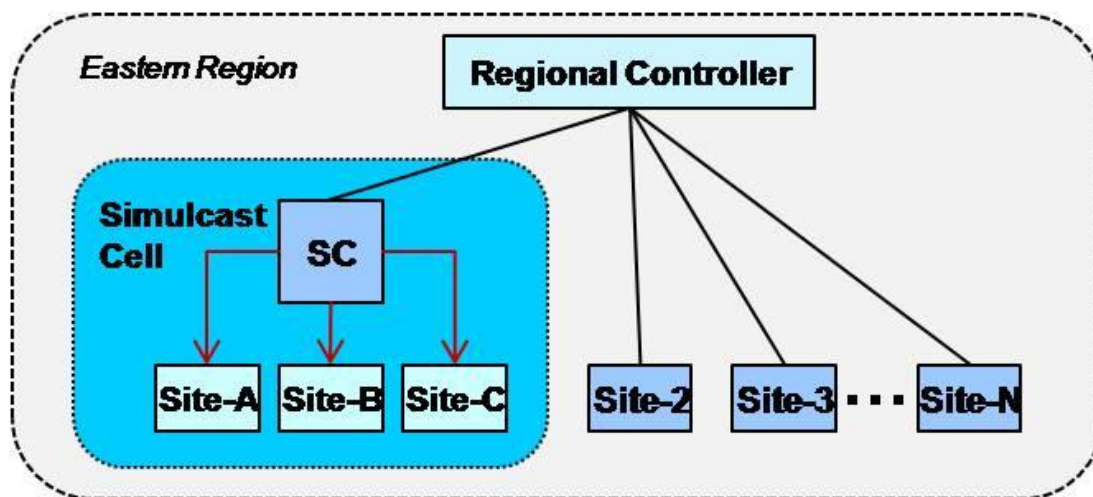 Eastern Region
Regional Controller
Simulcast
Cell
SC
Site-A
Site-B
Site-C
Site-2
Site-3
...
Site-N